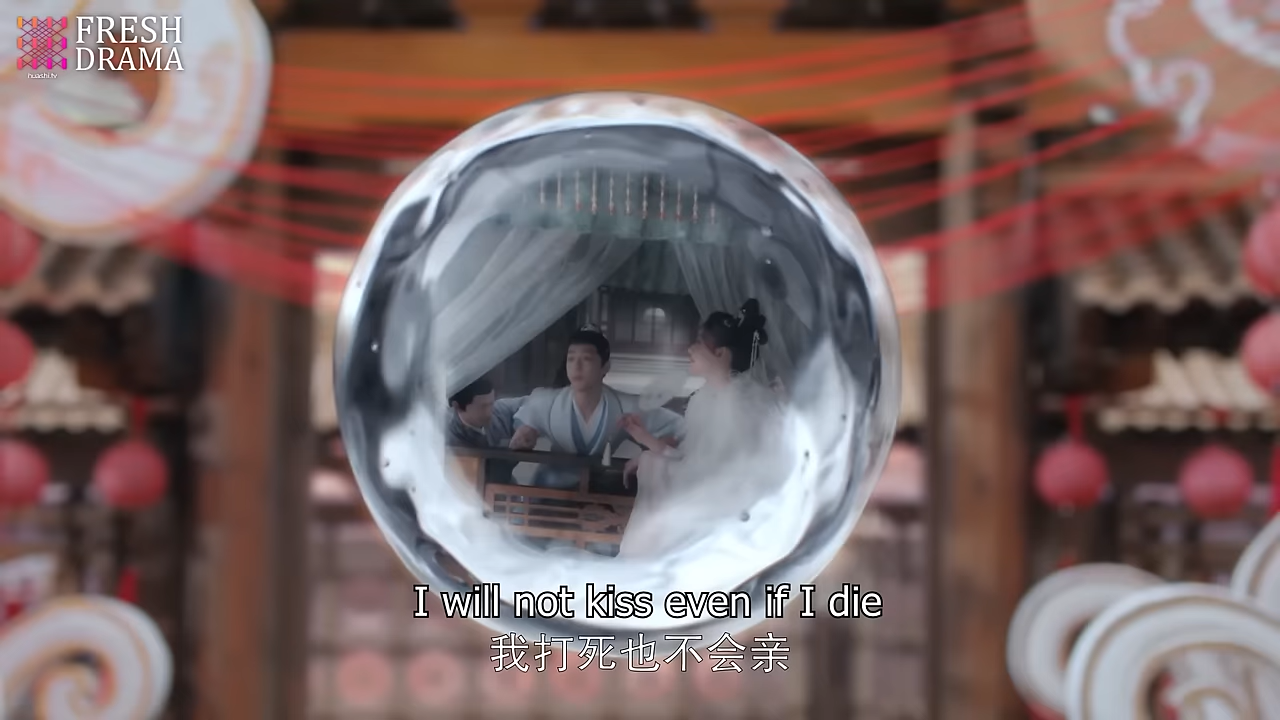 FRESH
DRAMA
huashi.tv
I will not kiss even if I die
我打死也不会亲